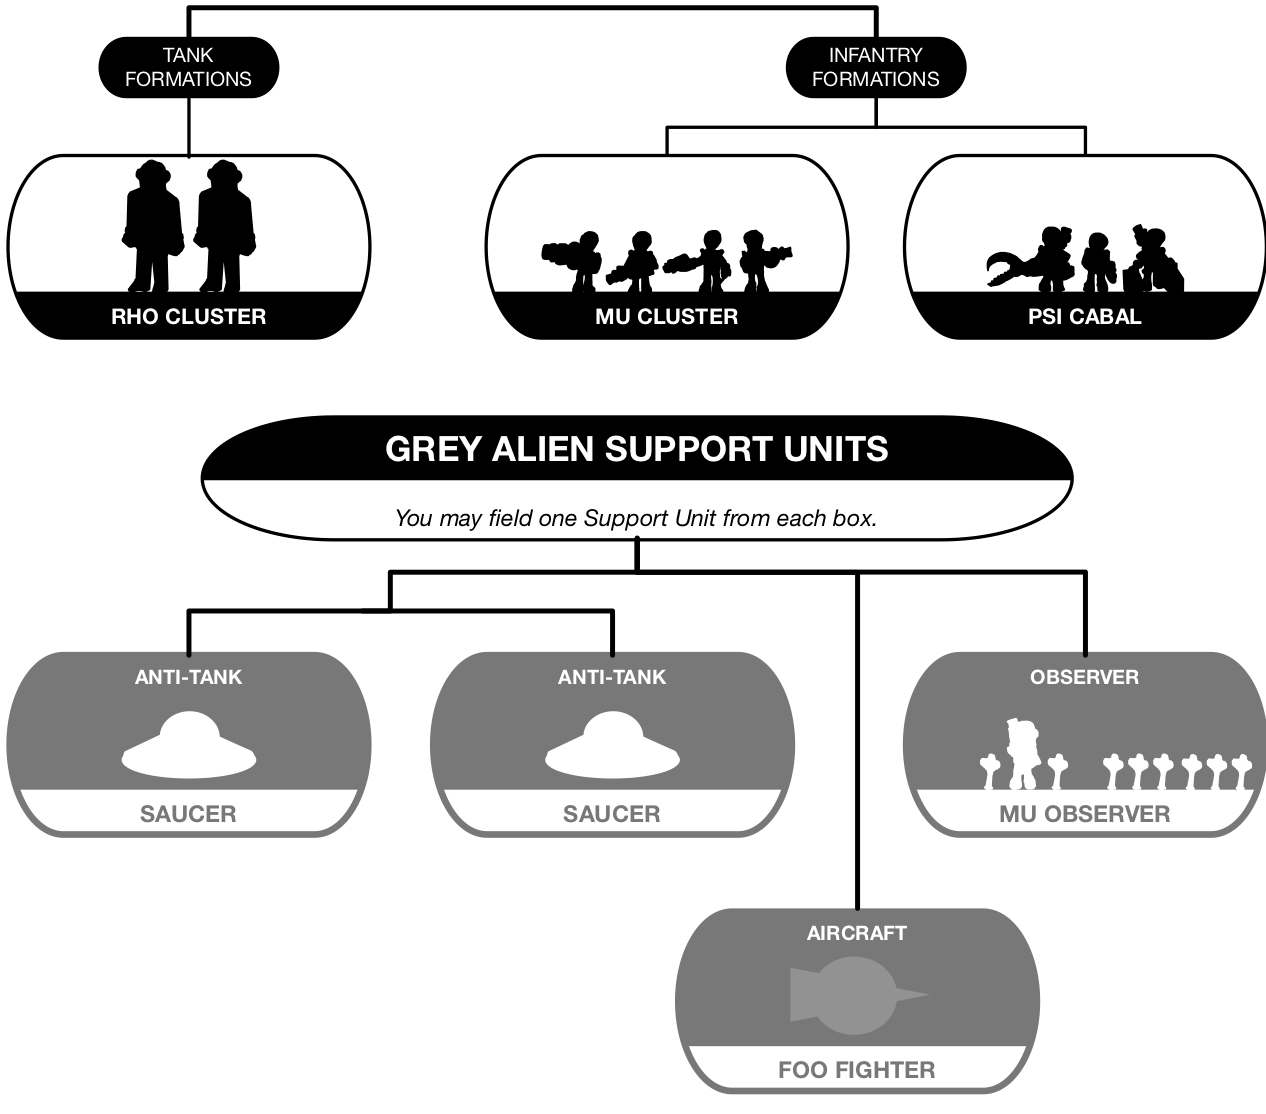 TANK
FORMATIONS
INFANTRY
FORMATIONS
RHO CLUSTER
MU CLUSTER
PSI CABAL
GREY ALIEN SUPPORT UNITS
You may field one Support Unit from each box.
ANTI-TANK
SAUCER
ANTI-TANK
SAUCER
OBSERVER
MU OBSERVER
AIRCRAFT
FOO FIGHTER